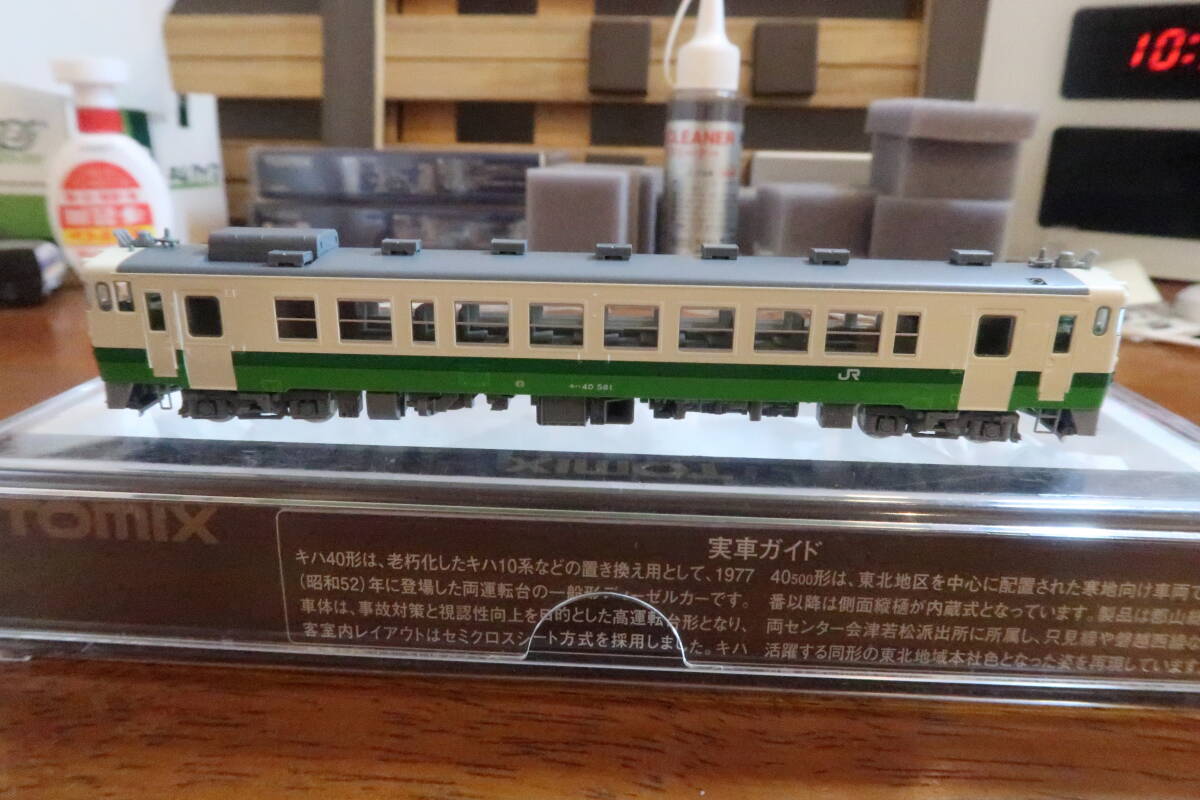 10:
CLEANER
キハ40 581
JR
TOMIX
TOMIX
実車ガイド
キハ40形は、老朽化したキハ10系などの置き換え用として、1977
(昭和52)年に登場した両運転台の一般形ディーゼルカーです。
車体は、事故対策と視認性向上を目的とした高運転台形となり、
客室内レイアウトはセミクロスシート方式を採用しました。キハ
40500形は、東北地区を中心に配置された寒地向け車両で
番以降は側面縦樋が内蔵式となっています。製品は郡山
両センター会津若松派出所に所属し、只見線や磐越西線
活躍する同形の東北地域本社色となった姿を再現しています